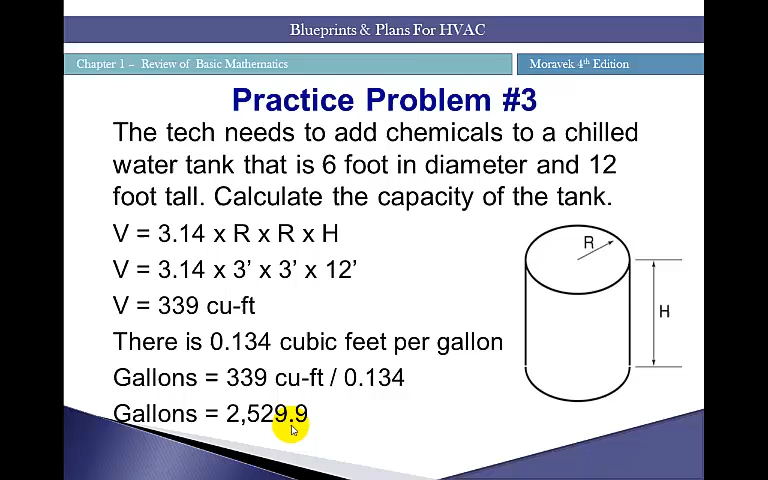 Blueprints & Plans For HVAC
Chapter 1 – Review of Basic Mathematics
Moravek 4th Edition
Practice Problem #3
The tech needs to add chemicals to a chilled
water tank that is 6 foot in diameter and 12
foot tall. Calculate the capacity of the tank.
V = 3.14 x R x R x H
V = 3.14 x 3’ x 3’ x 12’
V = 339 cu-ft
There is 0.134 cubic feet per gallon
Gallons = 339 cu-ft / 0.134
Gallons = 2,529.9
R
H